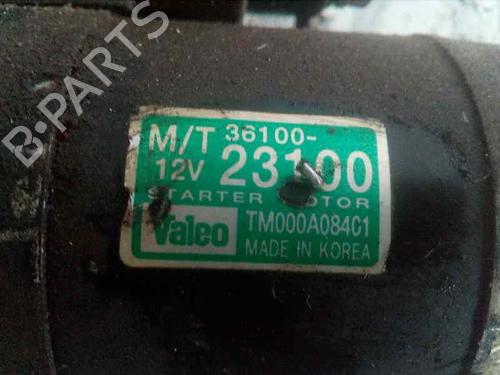 M/T 36100-
12V 23100
STARTER MOTOR
Valeo TM000A08401
MADE IN KOREA
B-PARTS